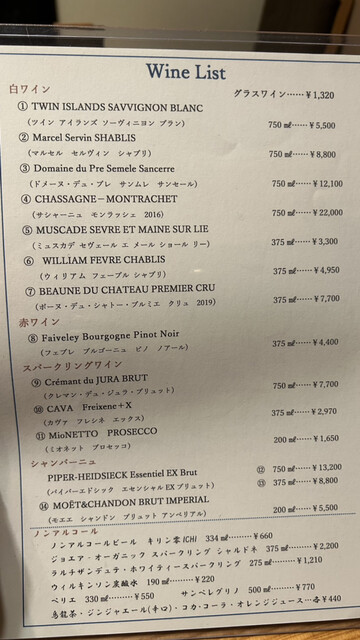 Wine List
白ワイン グラスワイン……￥1,320
① TWIN ISLANDS SAVVIGNON BLANC
(ツイン アイランズ ソーヴィニヨン ブラン) 750 ㎖……￥5,500
② Marcel Servin SHABLIS
(マルセル セルヴィン シャブリ) 750 ㎖……￥8,800
③ Domaine du Pre Semele Sancerre
(ドメーヌ・デュ・プレ サンムレ サンセール) 750 ㎖……￥12,100
④ CHASSAGNE－MONTRACHET
(サシャーニュ モンラッシェ 2016) 750 ㎖……￥22,000
⑤ MUSCADE SEVRE ET MAINE SUR LIE
(ミュスカデ セヴェール エ メール ショール リー) 375 ㎖……￥3,300
⑥ WILLIAM FEVRE CHABLIS
(ウィリアム フェーブル シャブリ) 375 ㎖……￥4,950
⑦ BEAUNE DU CHATEAU PREMIER CRU
(ボーヌ・デュ・シャトー・プルミエ クリュ 2019) 375 ㎖……￥7,700
赤ワイン
⑧ Faiveley Bourgogne Pinot Noir
(フェブレ ブルゴーニュ ピノ ノアール) 375 ㎖……￥4,400
スパークリングワイン
⑨ Crémant du JURA BRUT
(クレマン・デュ・ジュラ・ブリュット) 750 ㎖……￥7,700
⑩ CAVA Freixene＋X
(カヴァ フレシネ エックス) 375 ㎖……￥2,970
⑪ MioNETTO PROSECCO
(ミオネット プロセッコ) 200 ㎖……￥1,650
シャンパーニュ
PIPER-HEIDSIECK Essentiel EX Brut ⑫ 750 ㎖……￥13,200
(パイパーエドシック エセンシャルEXブリュット) ⑬ 375 ㎖……￥8,800
⑭ MOËT&CHANDON BRUT IMPERIAL
(モエエ シャンドン ブリュット アンペリアル) 200 ㎖……￥5,500
ノンアルコール
ノンアルコールビール キリン零ICHI 334㎖………￥660
ジョエア・オーガニック スパークリング シャルドネ 375 ㎖……￥2,200
ラルチザンデュテ・ホワイティースパークリング 275㎖……￥1,210
ウィルキンソン炭酸水 190 ㎖……￥220
ペリエ 330㎖……￥550 サンペレグリノ 500 ㎖……￥770
烏龍茶・ジンジャエール(辛口)・コカ・コーラ・オレンジジュース…各￥440